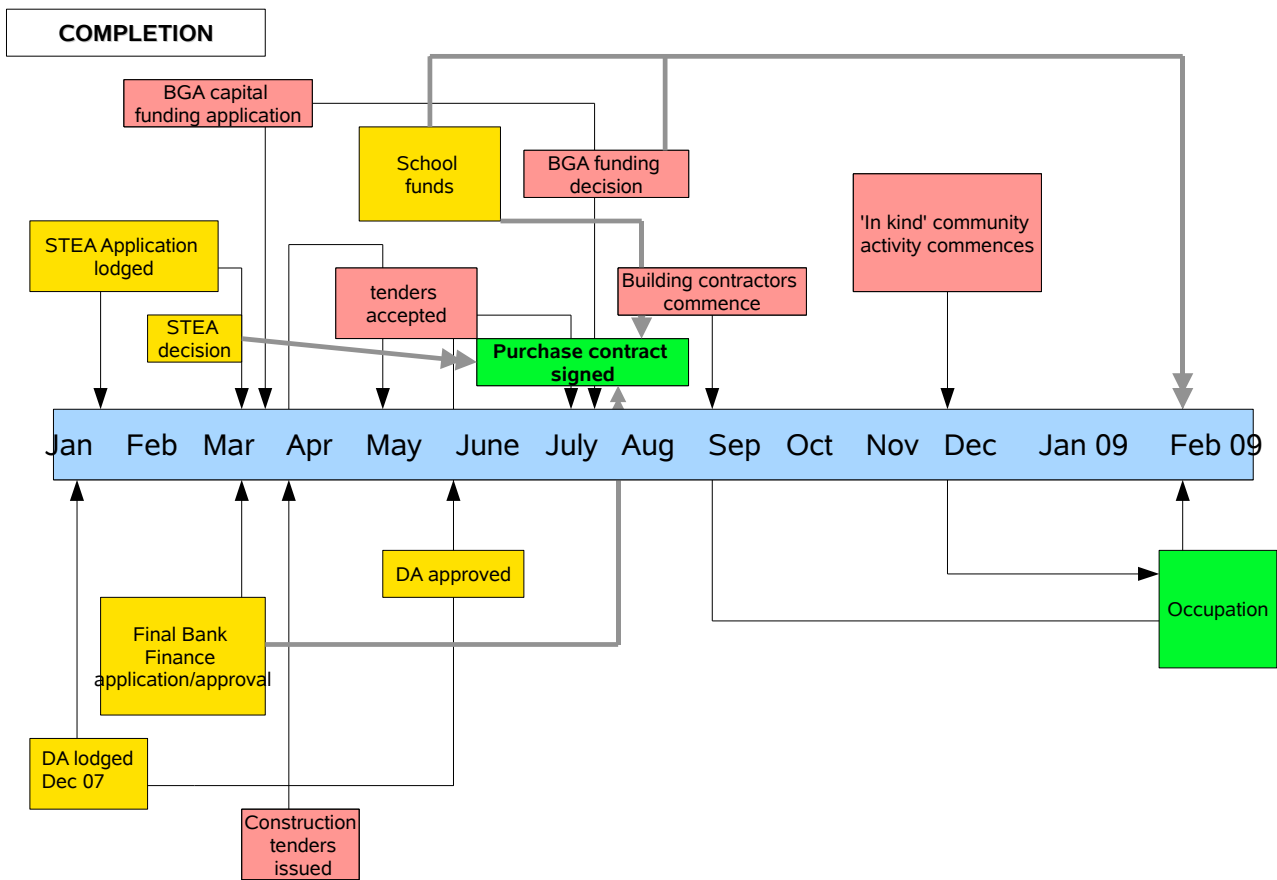 COMPLETION
BGA capital
funding application
School
funds
BGA funding
decision
'In kind' community
activity commences
STEA Application
lodged
tenders
accepted
Building contractors
commence
STEA
decision
Purchase contract
signed
Jan Feb Mar Apr May June July Aug Sep Oct Nov Dec Jan 09 Feb 09
DA approved
Occupation
Final Bank
Finance
application/approval
DA lodged
Dec 07
Construction
tenders
issued